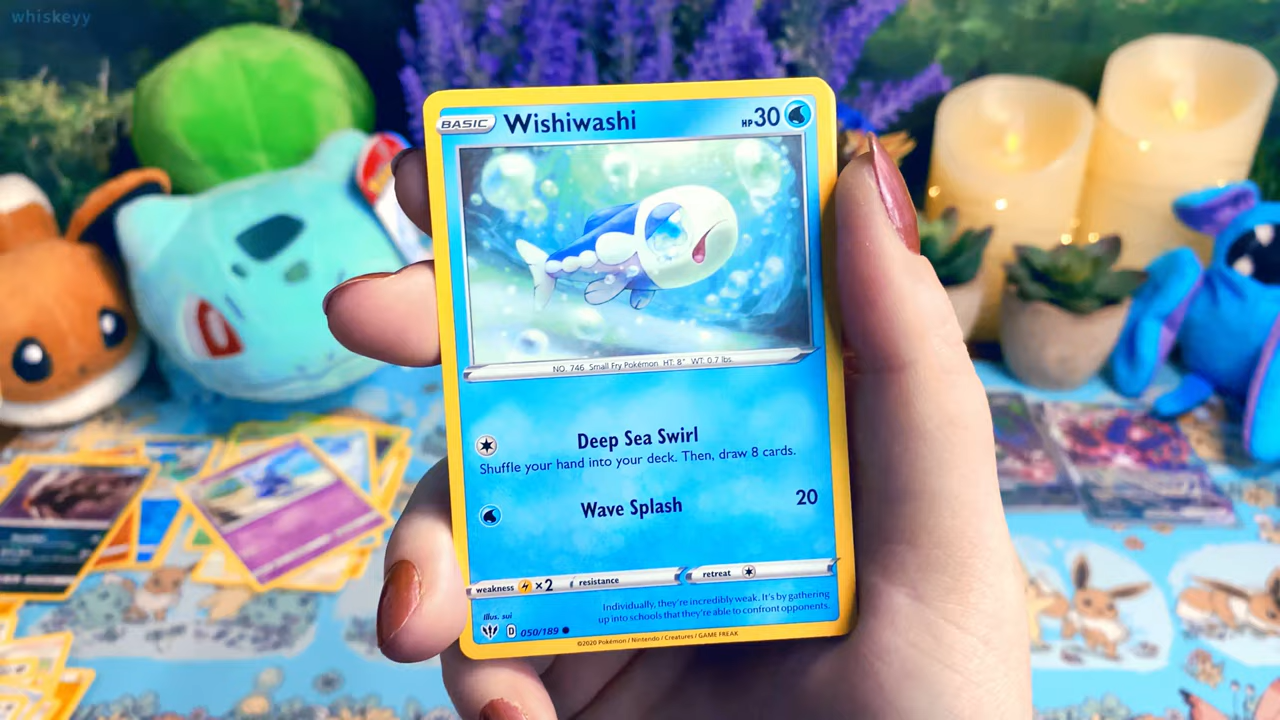 whiskeyy
BASIC Wishiwashi HP 30
NO. 746 Small Fry Pokémon HT: 8" WT: 0.7 lbs.
Deep Sea Swirl
Shuffle your hand into your deck. Then, draw 8 cards.
Wave Splash 20
weakness ×2 resistance retreat
Individually, they're incredibly weak. It's by gathering
up into schools that they're able to confront opponents.
Illus. sui
D 050/189
©2020 Pokémon / Nintendo / Creatures / GAME FREAK